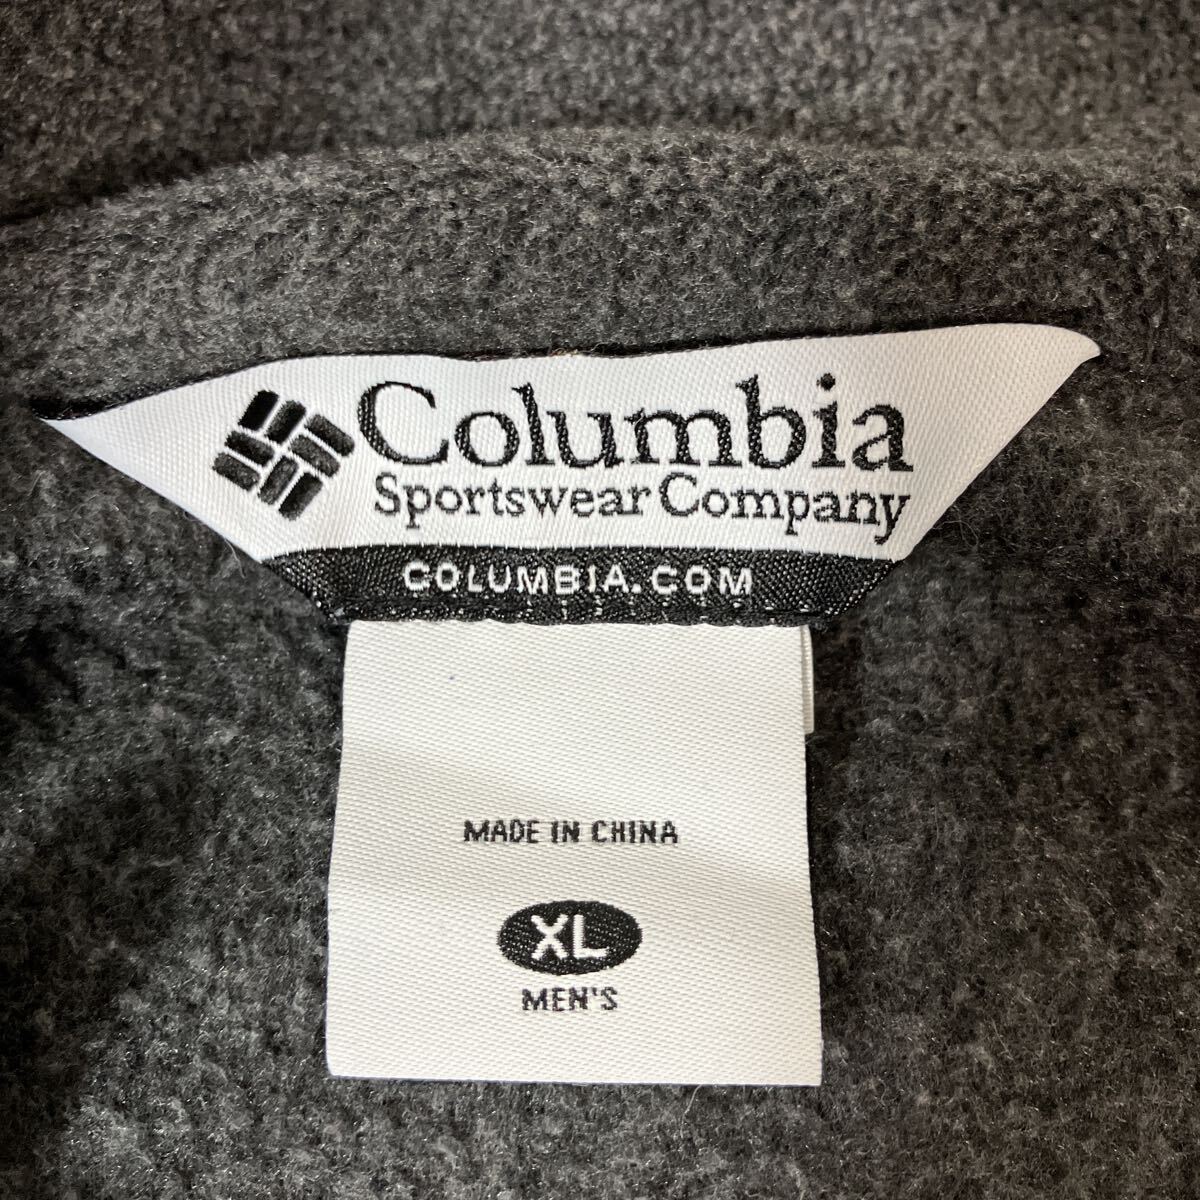 Columbia
Sportswear Company
COLUMBIA.COM
MADE IN CHINA
XL
MEN'S